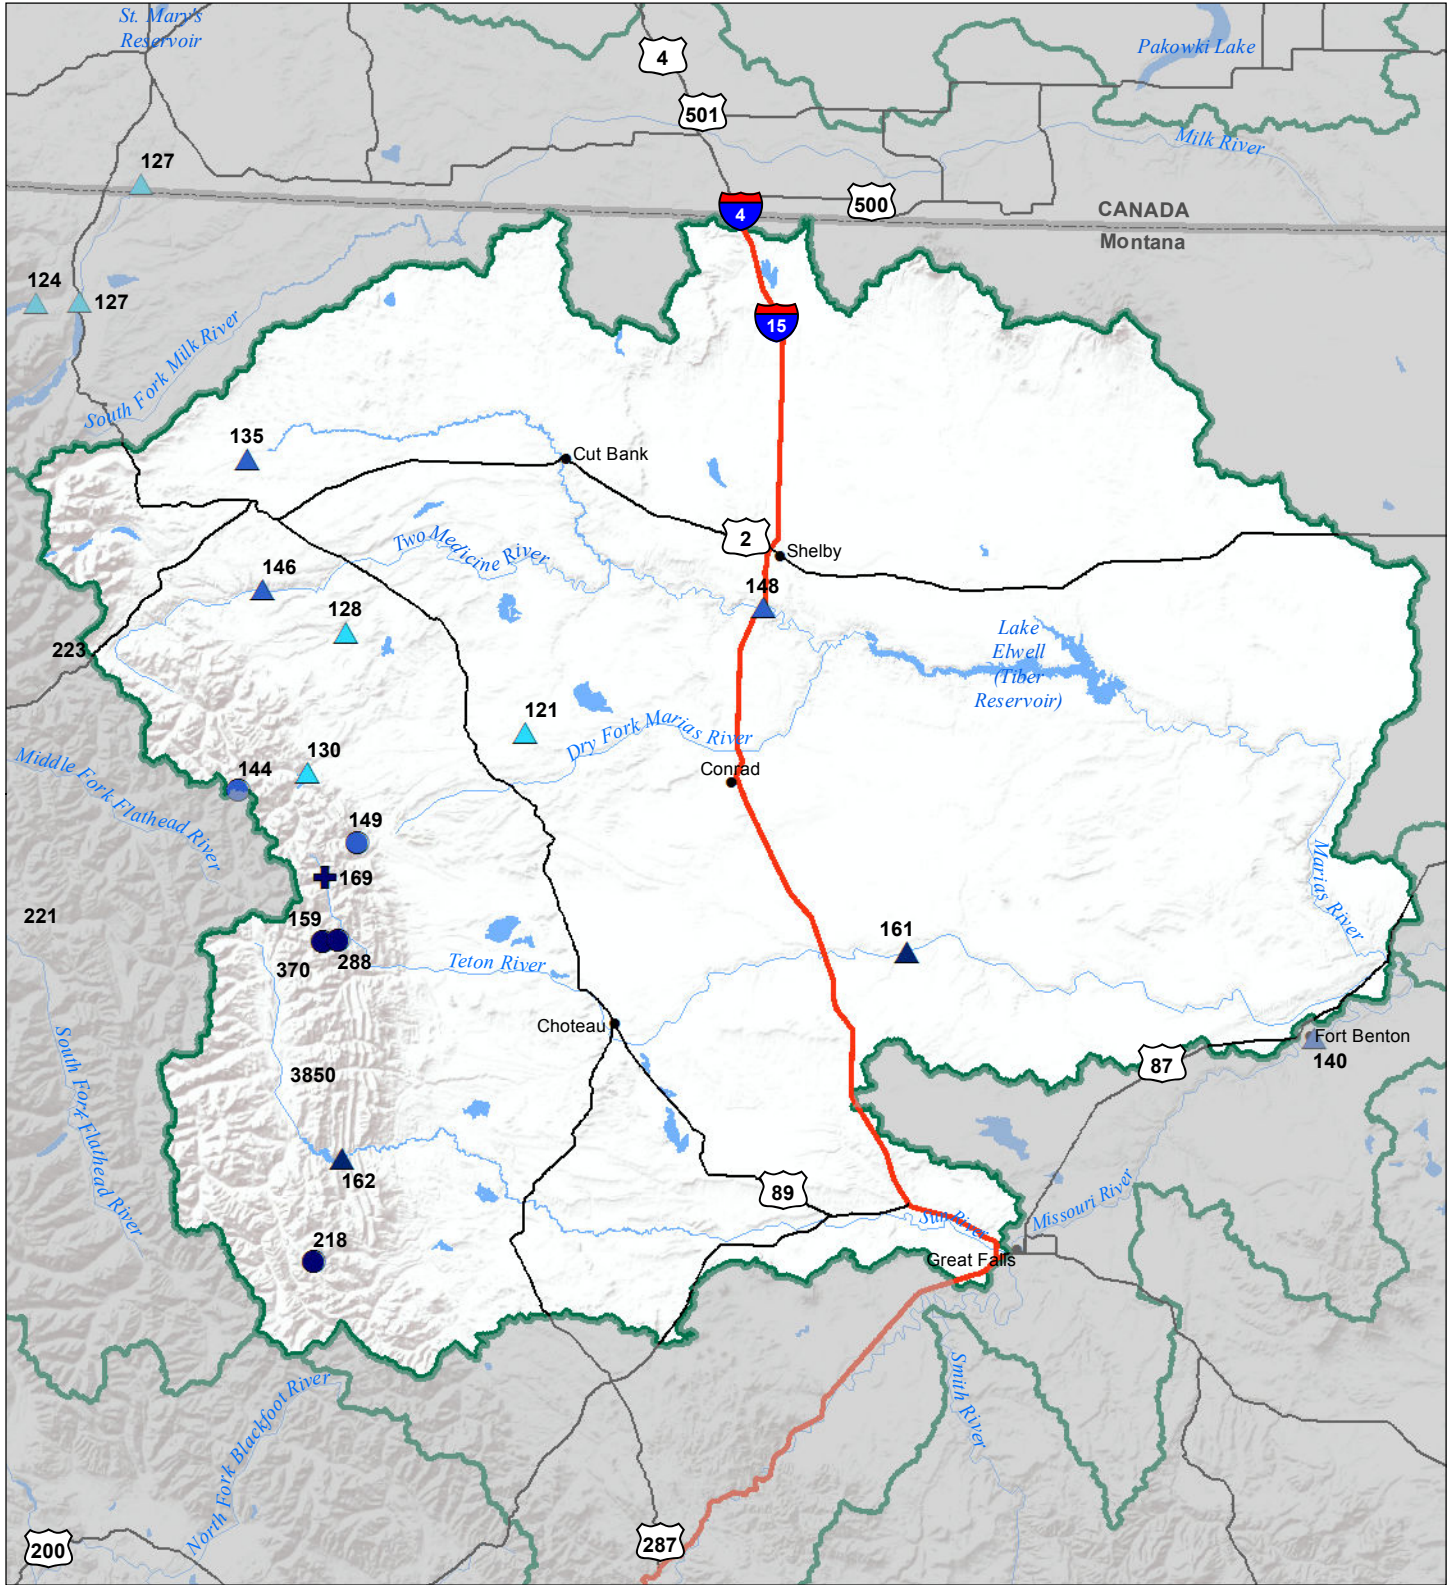 St. Mary's
Reservoir
4
Pakowki Lake
501
Milk River
127
500
4
CANADA
Montana
124
127
15
South Fork Milk River
135
Cut Bank
2
Two Medicine River
Shelby
146
148
128
Lake
Elwell
(Tiber
Reservoir)
223
121
Dry Fork Marias River
130
144
Conrad
Middle Fork Flathead River
149
Marias River
169
221
159
161
370
288
Teton River
Choteau
Fort Benton
140
87
South Fork Flathead River
3850
162
89
Missouri River
Sun River
218
Great Falls
Smith River
North Fork Blackfoot River
200
287